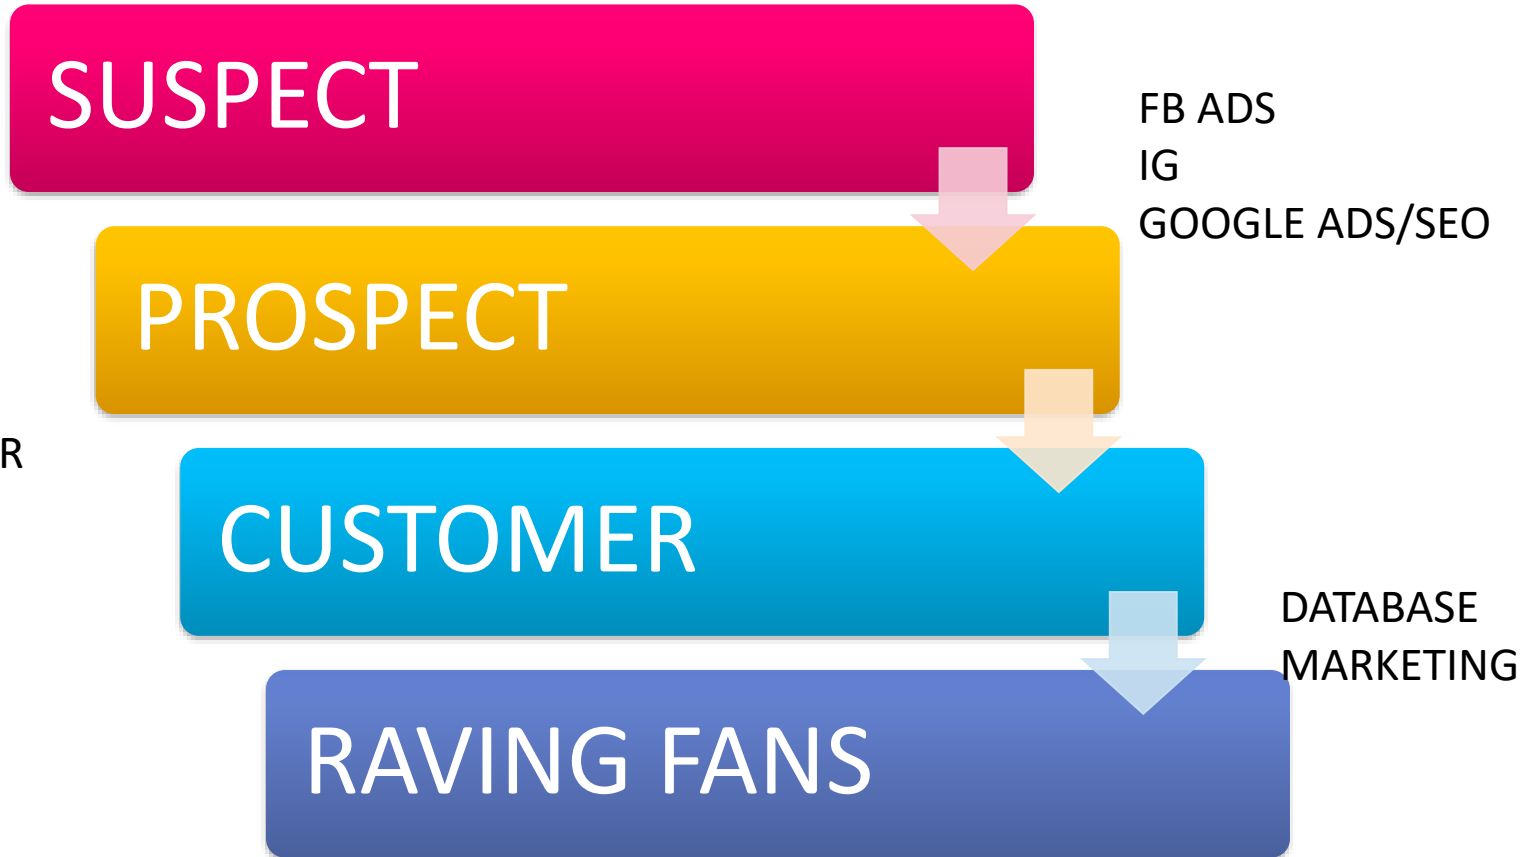 SUSPECT
FB ADS
IG
GOOGLE ADS/SEO
PROSPECT
R
CUSTOMER
DATABASE
MARKETING
RAVING FANS